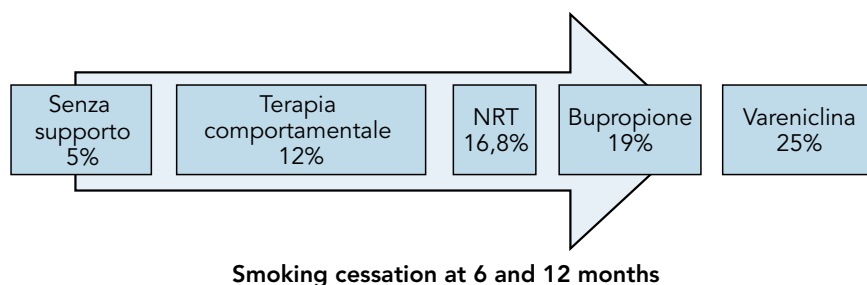 Senza
supporto
5%
Terapia
comportamentale
12%
NRT
16,8%
Bupropione
19%
Vareniclina
25%
Smoking cessation at 6 and 12 months